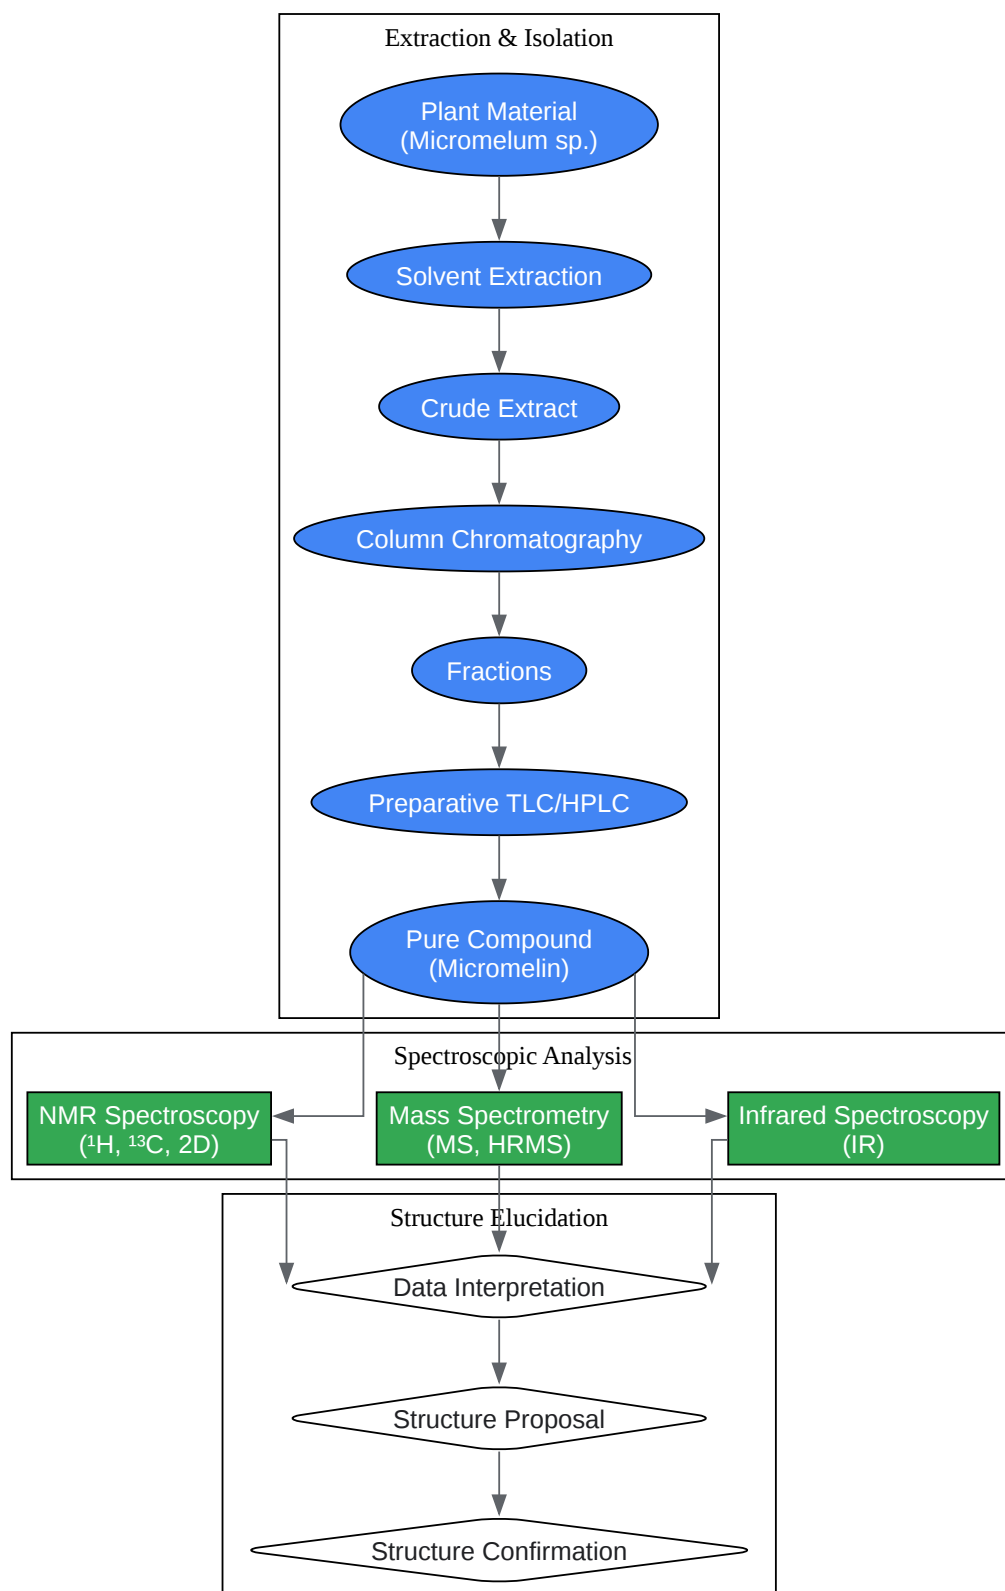 Extraction & Isolation
Plant Material
(Micromelum sp.)
Solvent Extraction
Crude Extract
Column Chromatography
Fractions
Preparative TLC/HPLC
Pure Compound
(Micromelin)
Spectroscopic Analysis
NMR Spectroscopy
(¹H, ¹³C, 2D)
Mass Spectrometry
(MS, HRMS)
Infrared Spectroscopy
(IR)
Structure Elucidation
Data Interpretation
Structure Proposal
Structure Confirmation